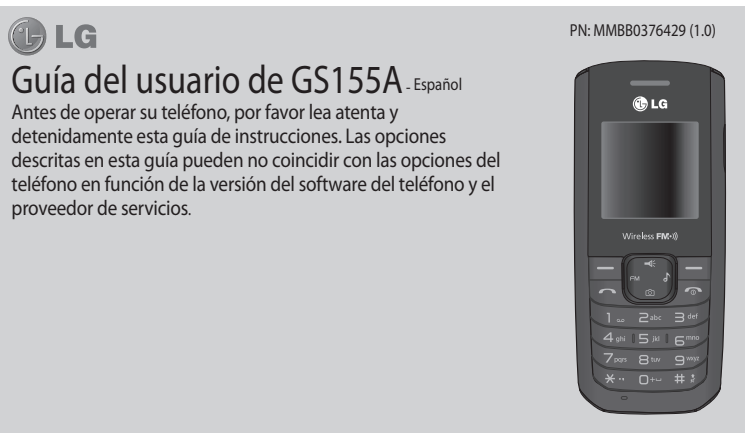 LG
PN: MMBB0376429 (1.0)
Guía del usuario de GS155A - Español
Antes de operar su teléfono, por favor lea atenta y
detenidamente esta guía de instrucciones. Las opciones
descritas en esta guía pueden no coincidir con las opciones del
teléfono en función de la versión del software del teléfono y el
proveedor de servicios.
LG
Wireless FM
FM
1
2 abc
3 def
4 ghi
5 jkl
6 mno
7 pqrs
8 tuv
9 wxyz
* 
0 +
#